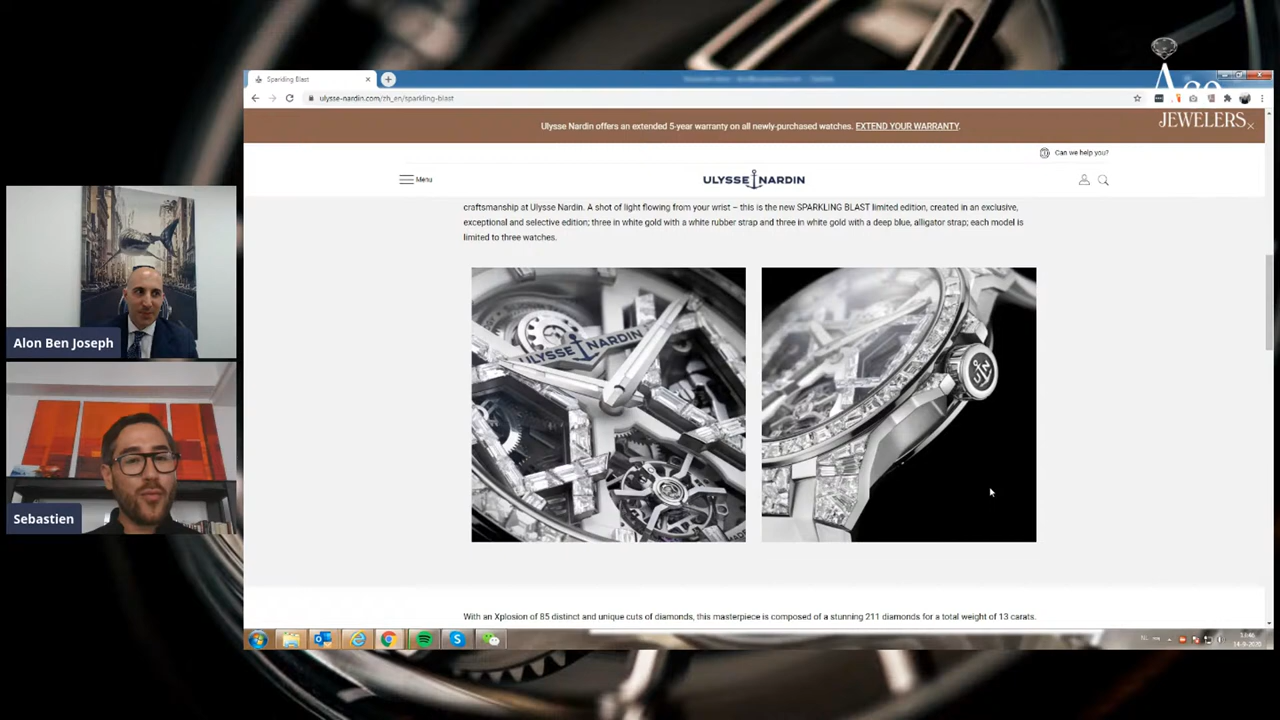 Ace
JEWELERS
Sparkling Blast
ulysse-nardin.com/zh_en/sparkling-blast
Ulysse Nardin offers an extended 5-year warranty on all newly-purchased watches. EXTEND YOUR WARRANTY.
Can we help you?
Menu
ULYSSE NARDIN
craftsmanship at Ulysse Nardin. A shot of light flowing from your wrist – this is the new SPARKLING BLAST limited edition, created in an exclusive,
exceptional and selective edition; three in white gold with a white rubber strap and three in white gold with a deep blue, alligator strap; each model is
limited to three watches.
ULYSSE NARDIN
UN
With an Xplosion of 85 distinct and unique cuts of diamonds, this masterpiece is composed of a stunning 211 diamonds for a total weight of 13 carats.
Alon Ben Joseph
Sebastien